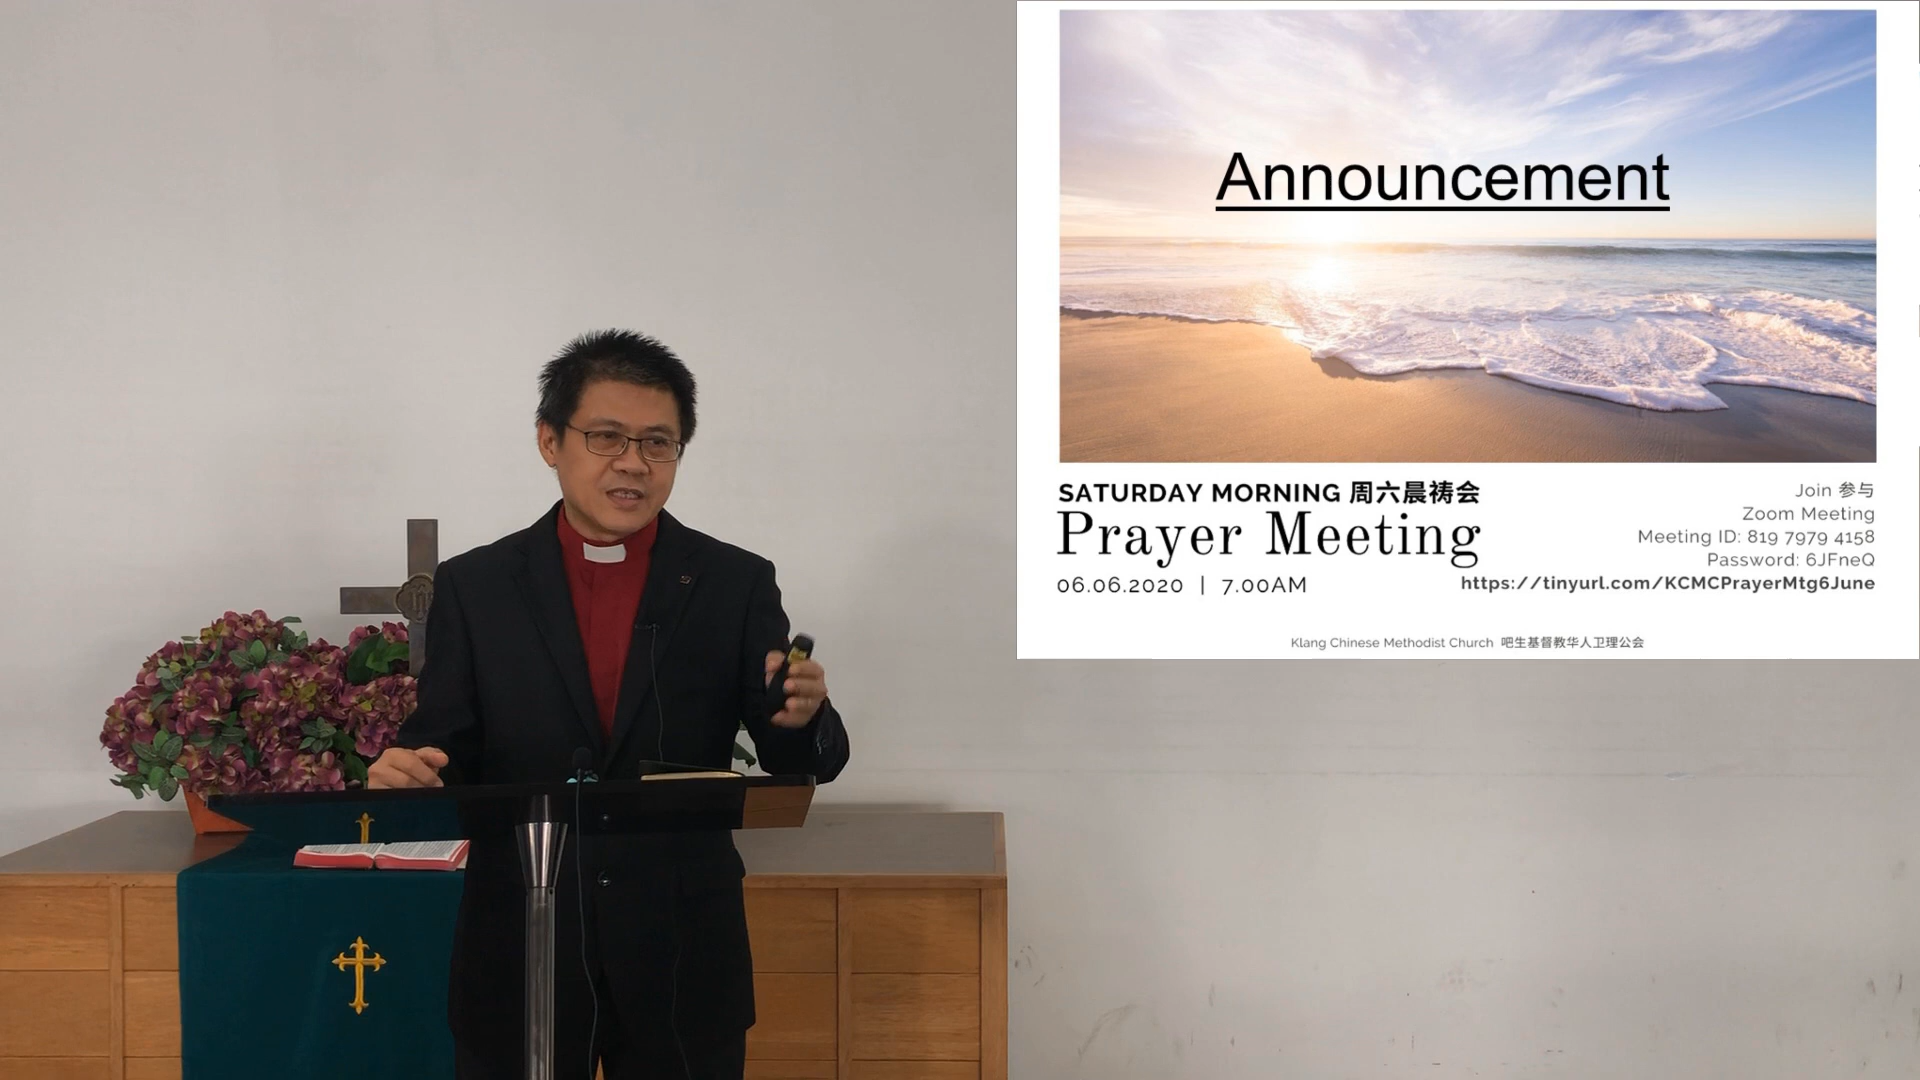 Announcement
SATURDAY MORNING 周六晨祷会
Prayer Meeting
06.06.2020 | 7.00AM
Join 参与
Zoom Meeting
Meeting ID: 819 7979 4158
Password: 6JFneQ
https://tinyurl.com/KCMCPrayerMtg6June
Klang Chinese Methodist Church 吧生基督教华人卫理公会